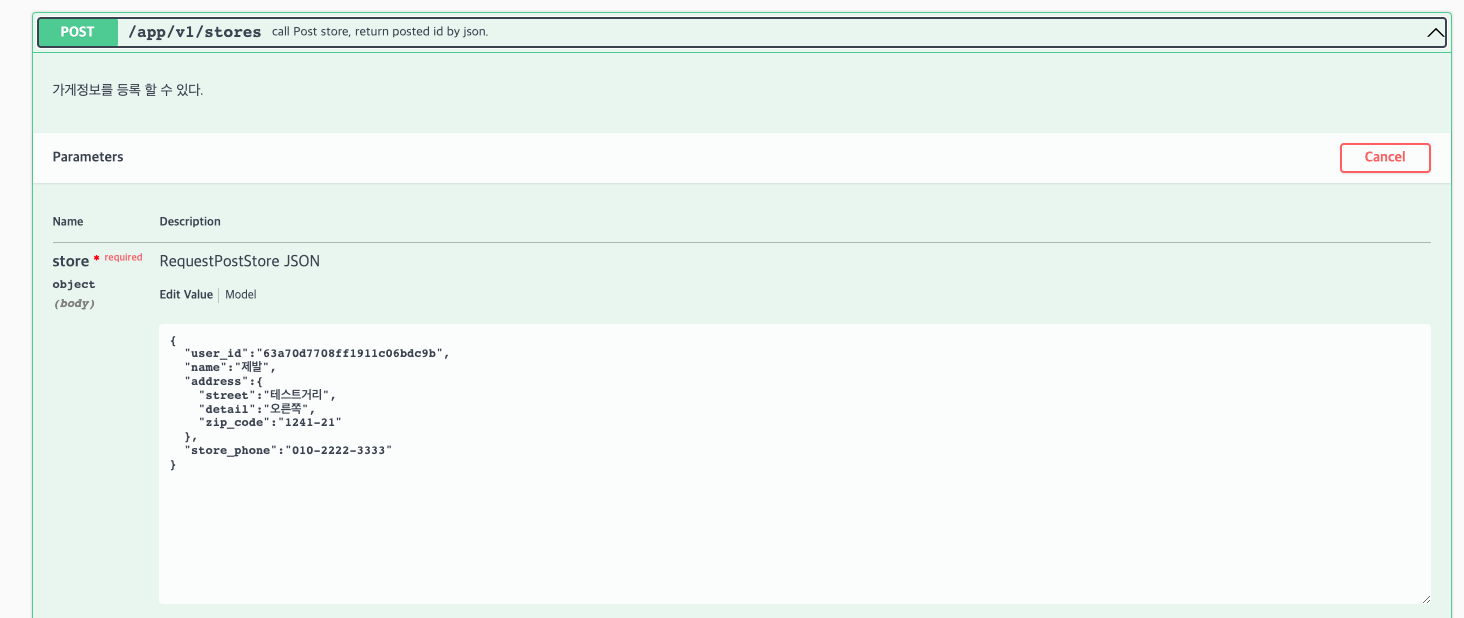 POST /app/v1/stores call Post store, return posted id by json.
가게정보를 등록 할 수 있다.
Parameters Cancel
Name Description
store * required RequestPostStore JSON
object
(body)
Edit Value Model
{
"user_id":"63a70d7708ff1911c06bdc9b",
"name":"제발",
"address":{
"street":"테스트거리",
"detail":"오른쪽",
"zip_code":"1241-21"
},
"store_phone":"010-2222-3333"
}